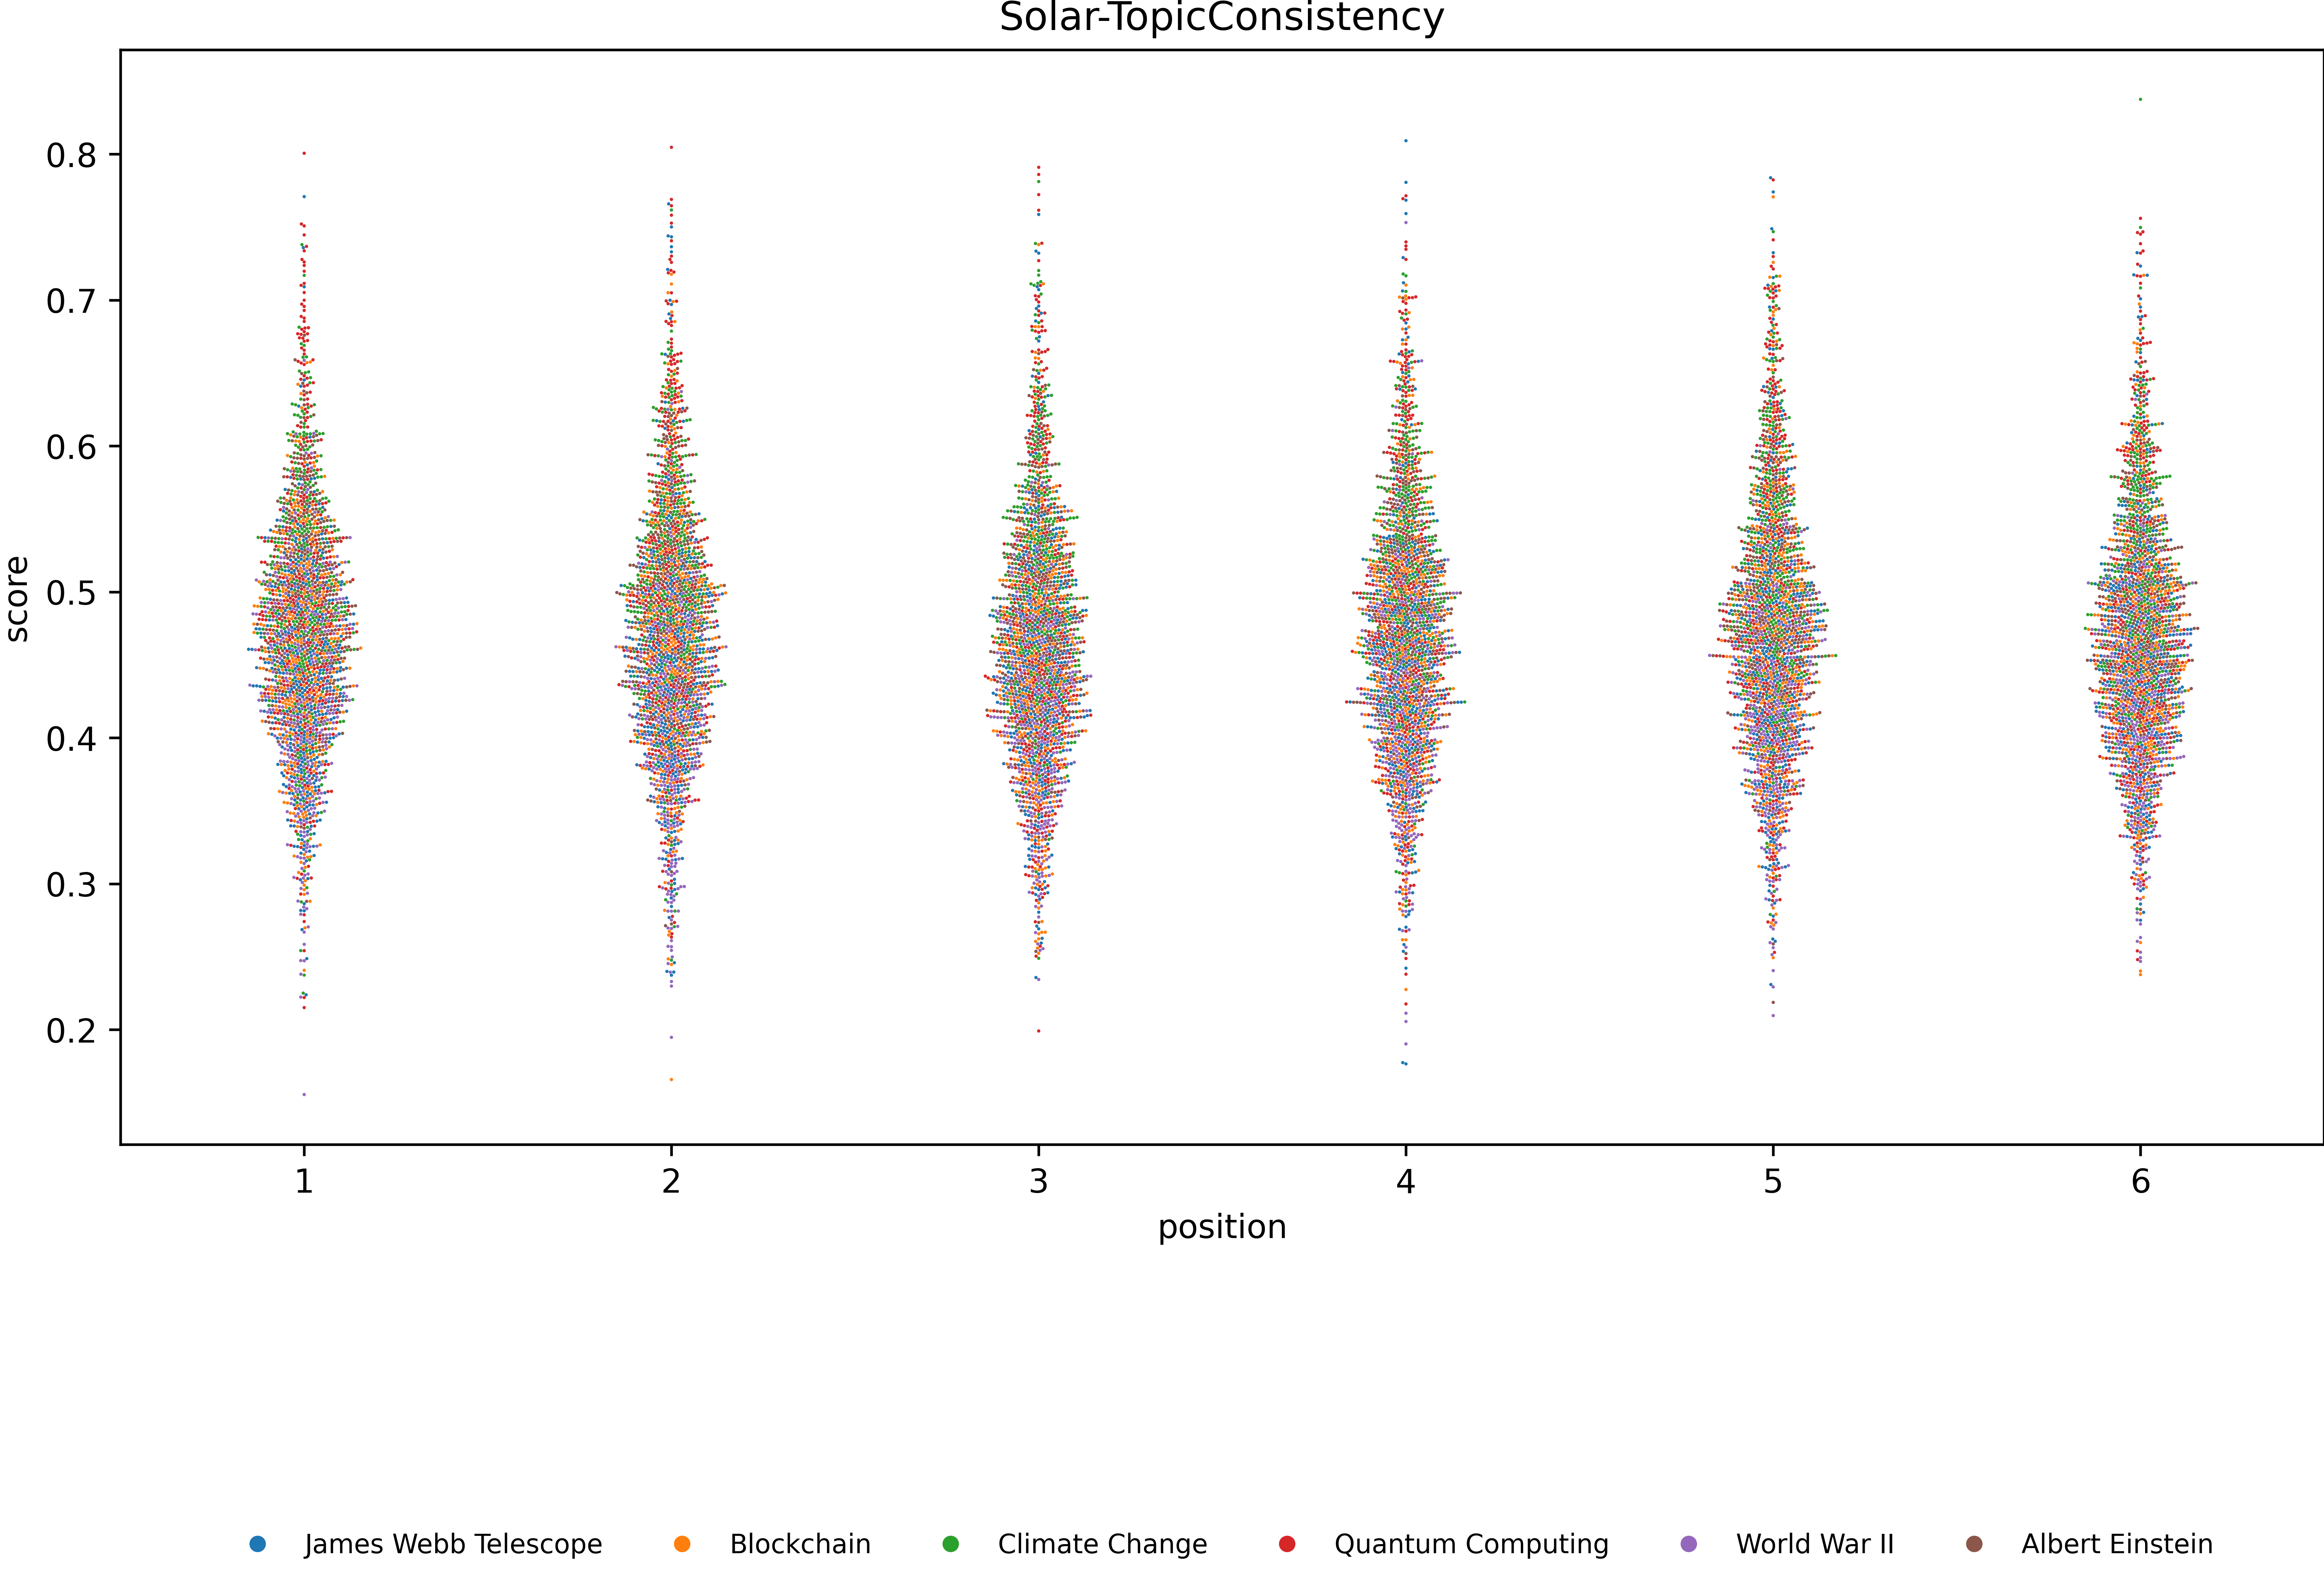 Solar-TopicConsistency
score
0.8
0.7
0.6
0.5
0.4
0.3
0.2
1 2 3 4 5 6
position
James Webb Telescope Blockchain Climate Change Quantum Computing World War II Albert Einstein